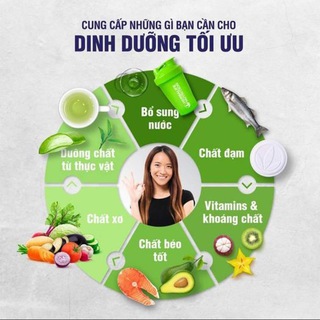 CUNG CẤP NHỮNG GÌ BẠN CẦN CHO
DINH DƯỠNG TỐI ƯU
Bổ sung
nước
Dưỡng chất
từ thực vật
Chất đạm
Chất xơ
Vitamins &
khoáng chất
Chất béo
tốt